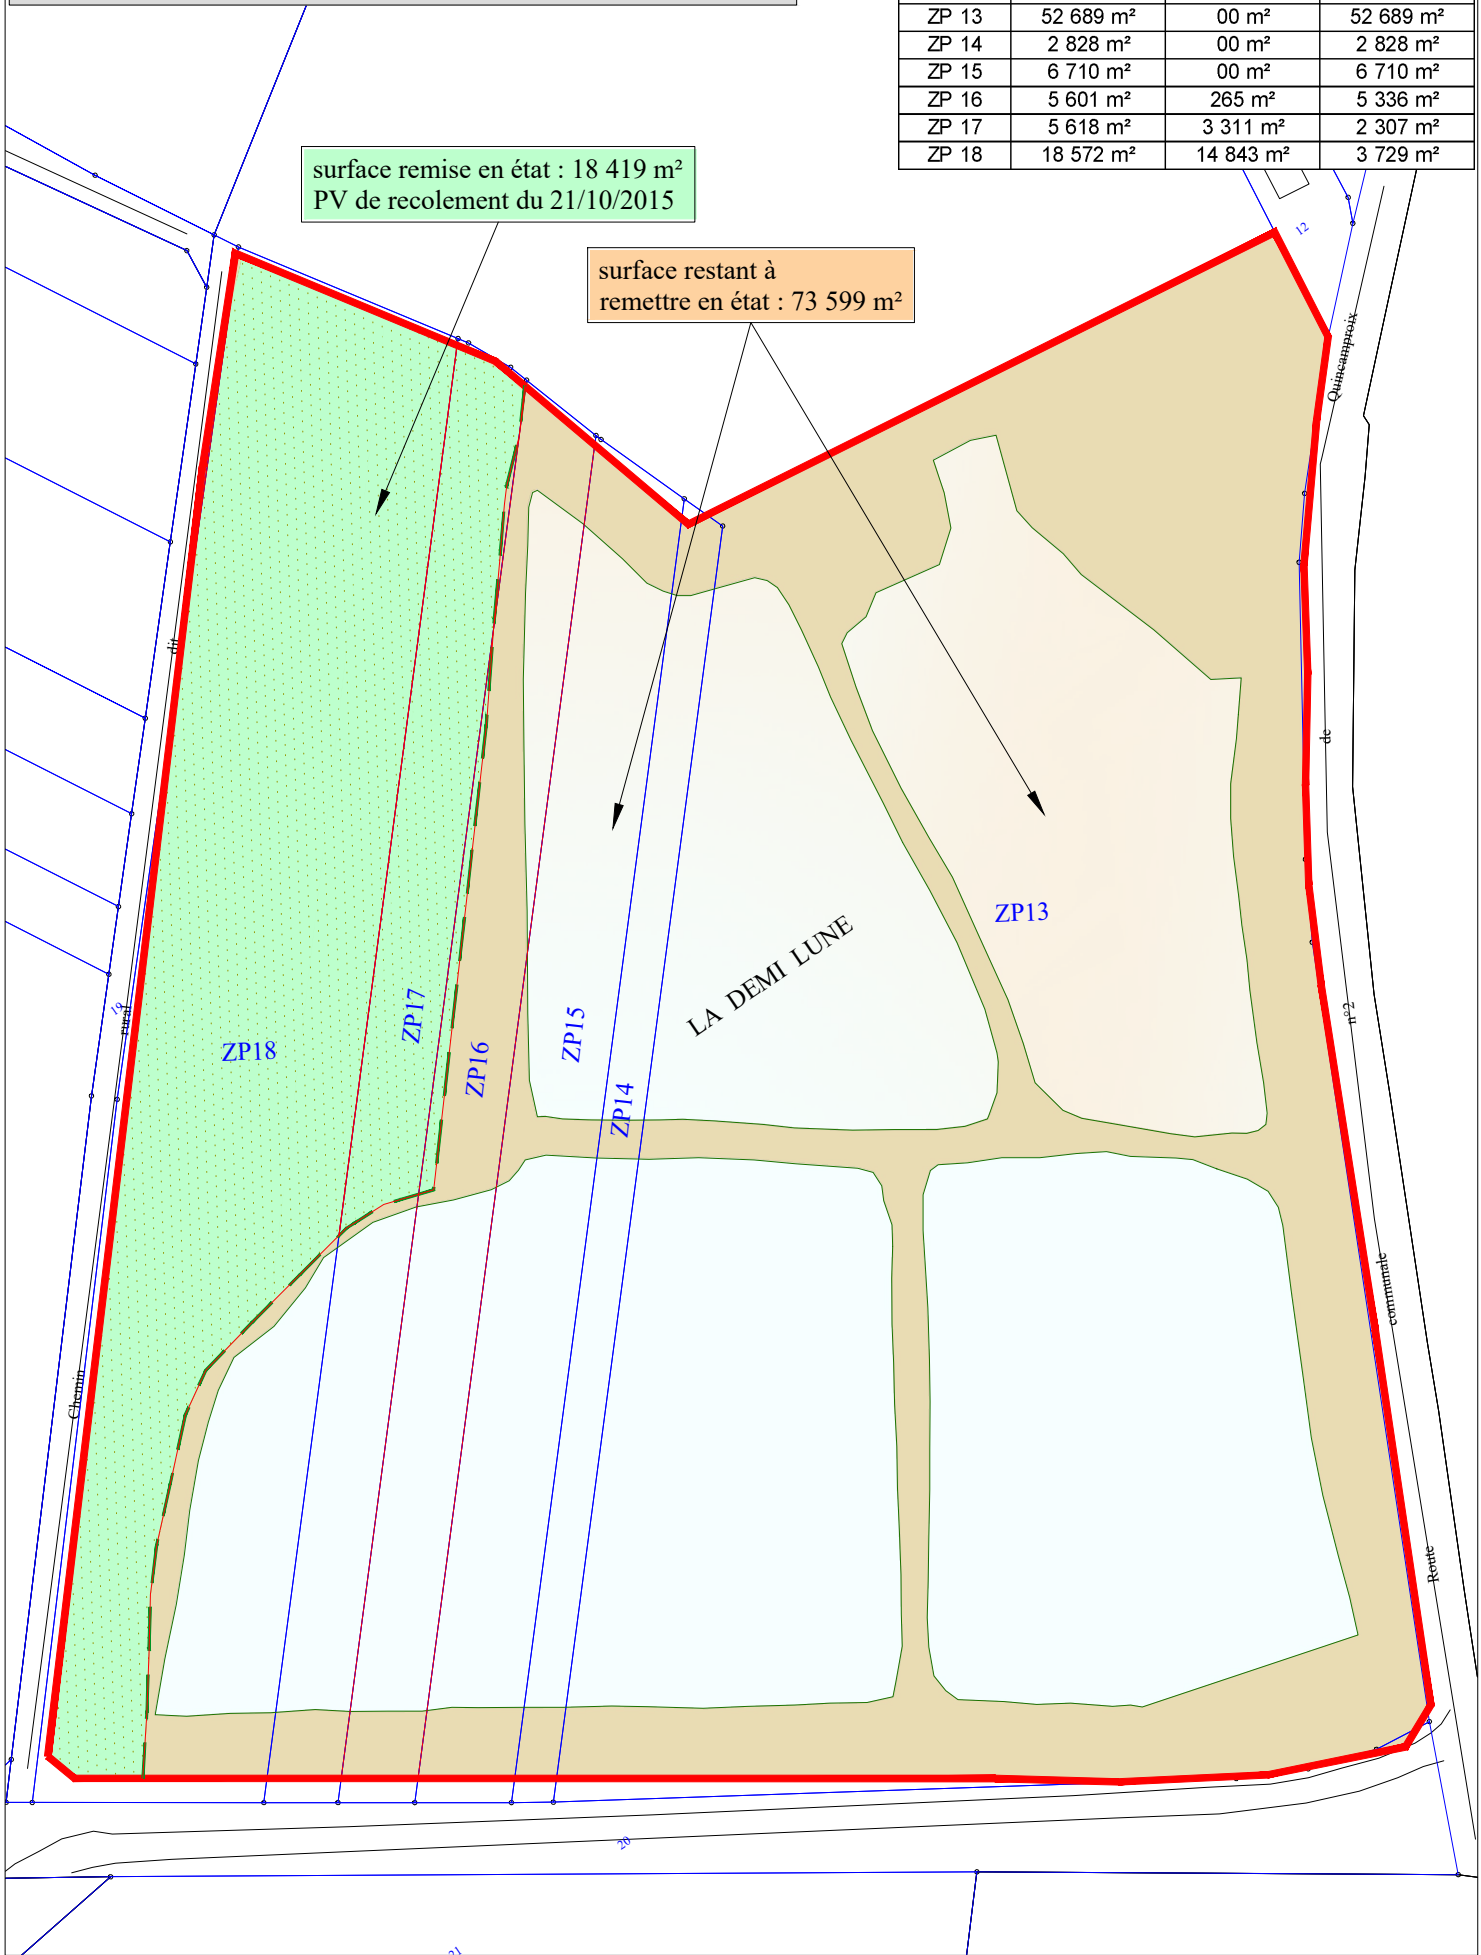 ZP 13 52 689 m² 00 m² 52 689 m²
ZP 14 2 828 m² 00 m² 2 828 m²
ZP 15 6 710 m² 00 m² 6 710 m²
ZP 16 5 601 m² 265 m² 5 336 m²
ZP 17 5 618 m² 3 311 m² 2 307 m²
ZP 18 18 572 m² 14 843 m² 3 729 m²
surface remise en état : 18 419 m²
PV de recolement du 21/10/2015
12
surface restant à
remettre en état : 73 599 m²
Quincamproix
dit
de
ZP13
LA DEMI LUNE
19
rural
ZP17
n°2
ZP15
ZP18
ZP16
ZP14
communale
Chemin
Route
20
21